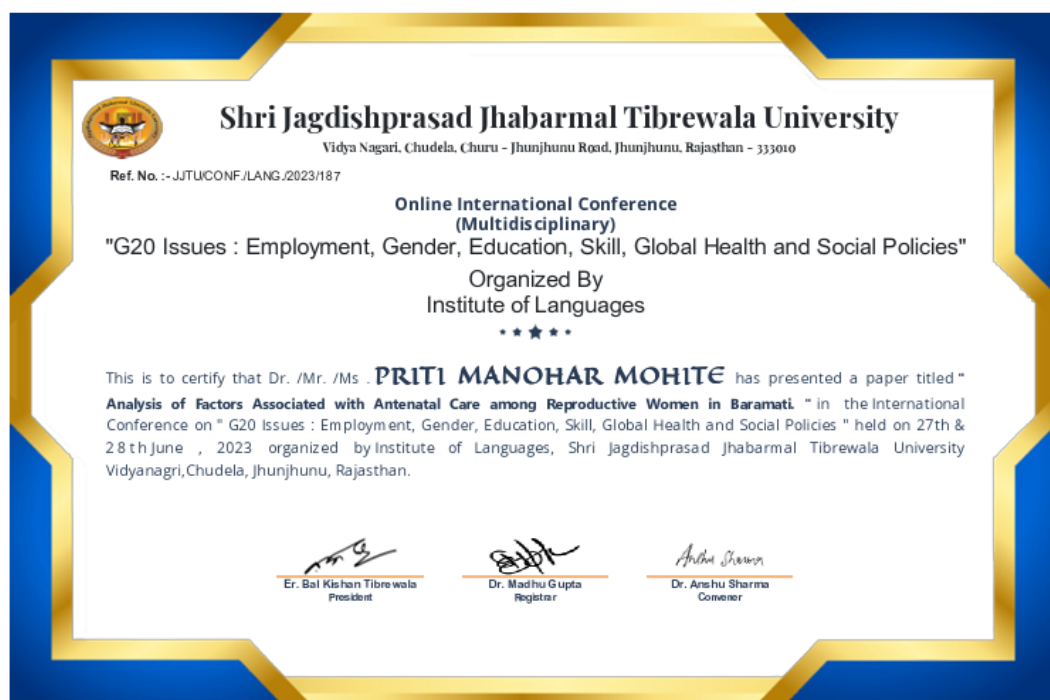 Shri Jagdishprasad Jhabarmal Tibrewala University
Vidya Nagari, Chudela, Churu - Jhunjhunu Road, Jhunjhunu, Rajasthan - 333010
Ref. No. :- JJTU/CONF./LANG./2023/187
Online International Conference
(Multidisciplinary)
"G20 Issues : Employment, Gender, Education, Skill, Global Health and Social Policies"
Organized By
Institute of Languages
This is to certify that Dr. /Mr. /Ms . PRITI MANOHAR MOHITE has presented a paper titled "
Analysis of Factors Associated with Antenatal Care among Reproductive Women in Baramati. " in the International
Conference on " G20 Issues : Employment, Gender, Education, Skill, Global Health and Social Policies " held on 27th &
28th June , 2023 organized by Institute of Languages, Shri Jagdishprasad Jhabarmal Tibrewala University
Vidyanagri,Chudela, Jhunjhunu, Rajasthan.
Anshu Sharma
Er. Bal Kishan Tibrewala Dr. Madhu Gupta Dr. Anshu Sharma
President Registrar Convener